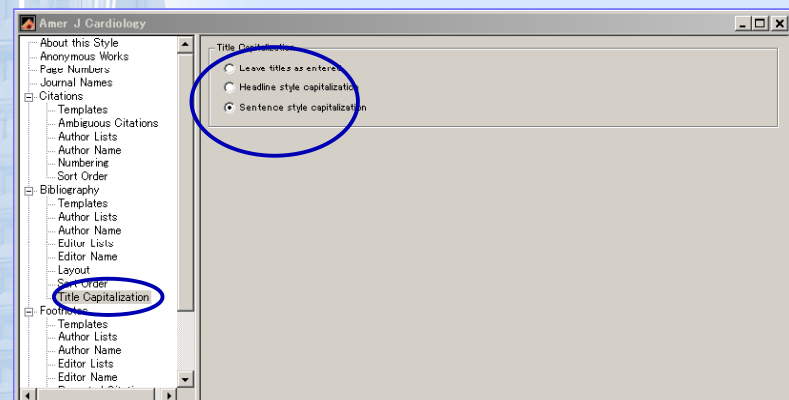 Amer J Cardiology
About this Style
Anonymous Works
Page Numbers
Journal Names
Citations
Templates
Ambiguous Citations
Author Lists
Author Name
Numbering
Sort Order
Bibliography
Templates
Author Lists
Author Name
Editor Lists
Editor Name
Layout
Sort Order
Title Capitalization
Footnotes
Templates
Author Lists
Author Name
Editor Lists
Editor Name
Title Capitalization
Leave titles as entered
Headline style capitalization
Sentence style capitalization